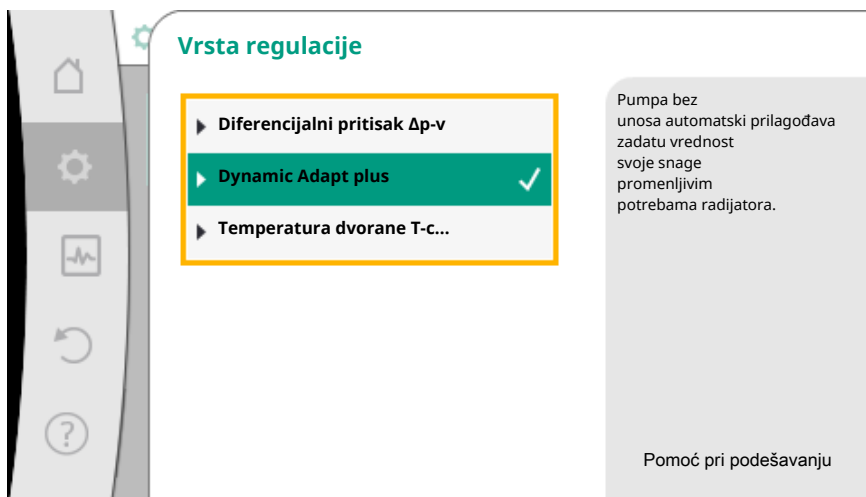 Vrsta regulacije
Diferencijalni pritisak Δp-v
Dynamic Adapt plus
Temperatura dvorane T-c...
Pumpa bez
unosa automatski prilagođava
zadatu vrednost
svoje snage
promenljivim
potrebama radijatora.
Pomoć pri podešavanju
?